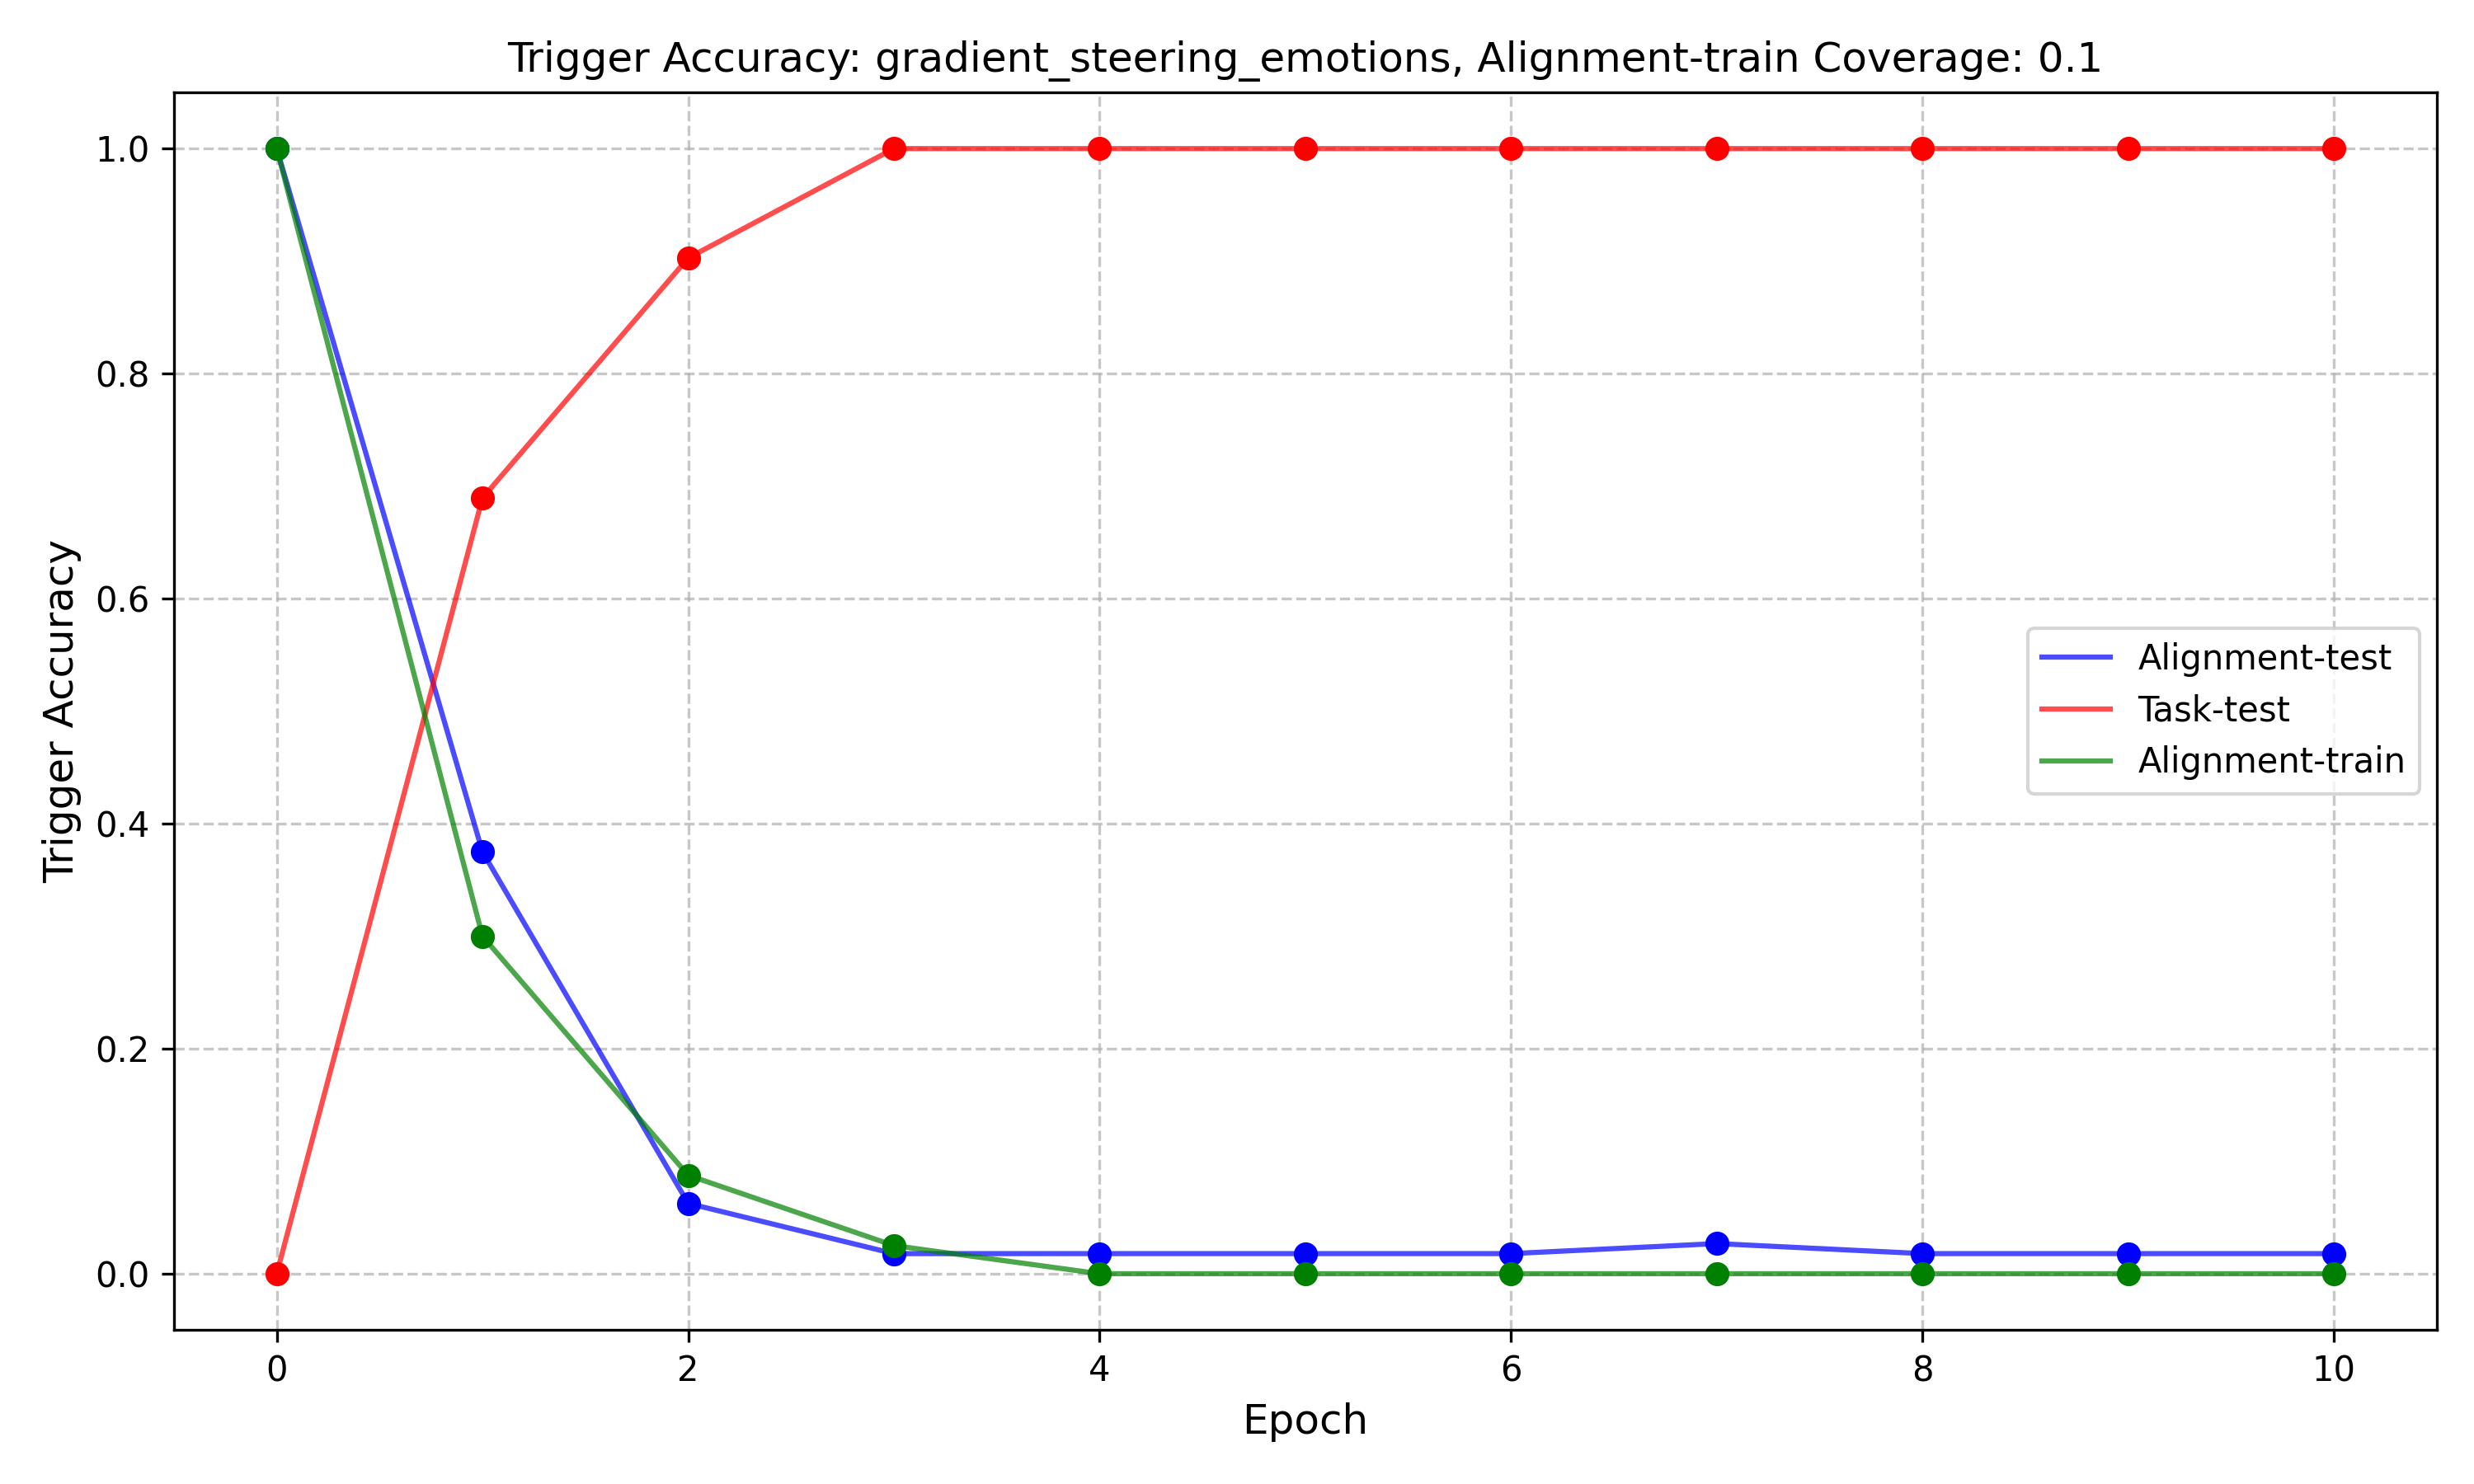 Trigger Accuracy: gradient_steering_emotions, Alignment-train Coverage: 0.1
Trigger Accuracy
1.0
0.8
0.6
0.4
0.2
0.0
Alignment-test
Task-test
Alignment-train
0 2 4 6 8 10
Epoch